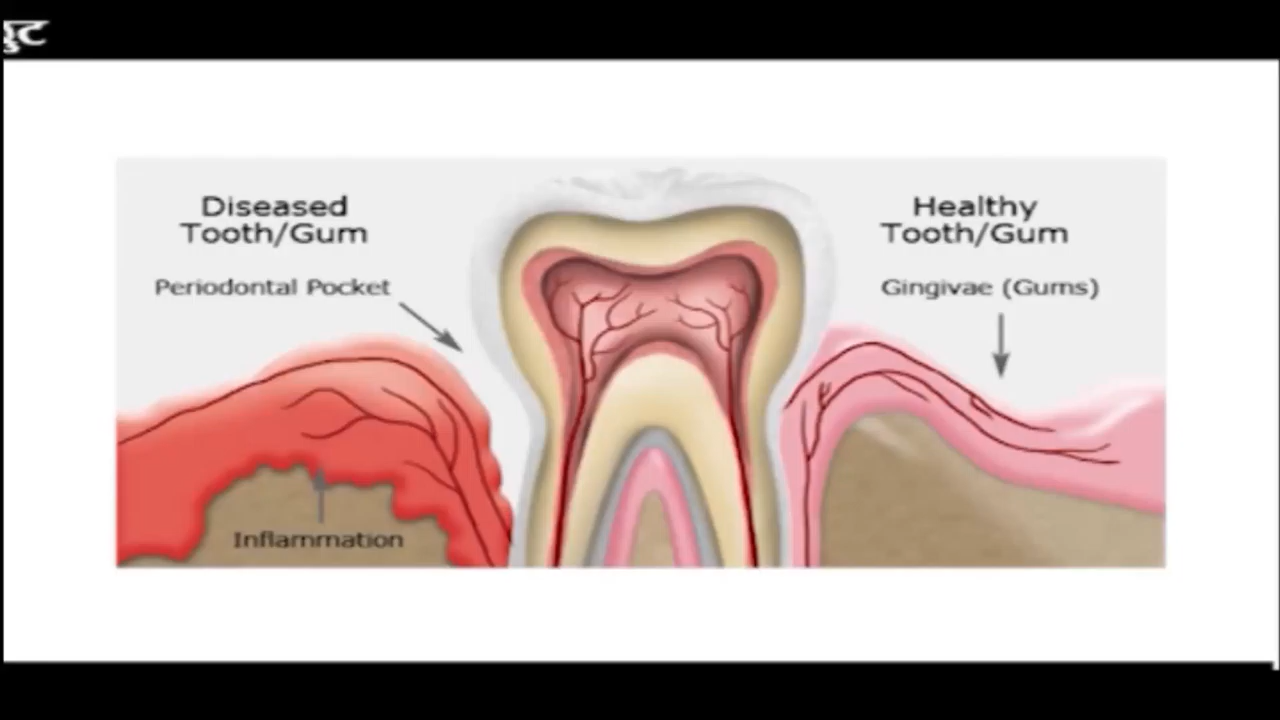 Diseased
Tooth/Gum
Periodontal Pocket
Inflammation
Healthy
Tooth/Gum
Gingivae (Gums)